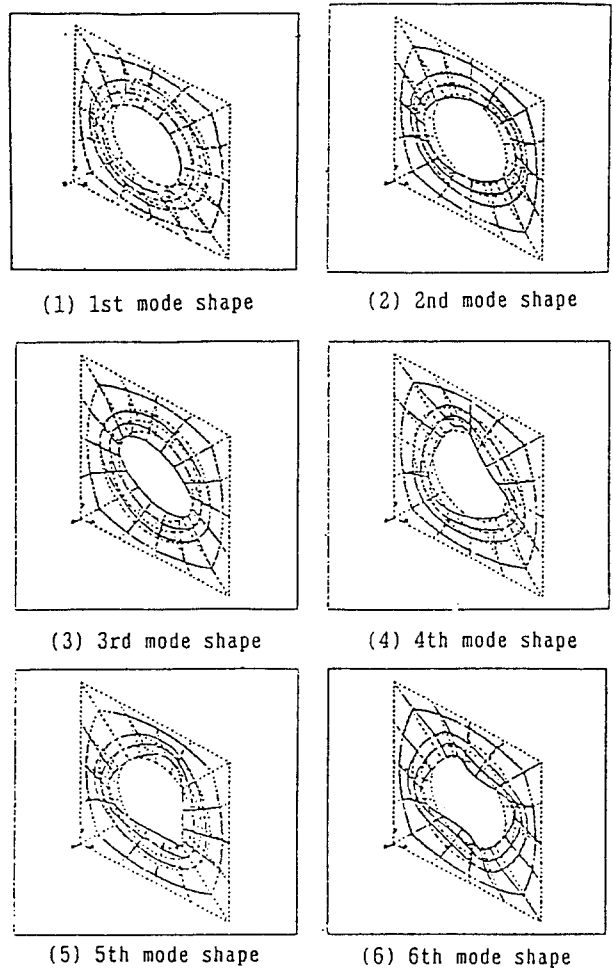 (1) 1st mode shape
(2) 2nd mode shape
(3) 3rd mode shape
(4) 4th mode shape
(5) 5th mode shape
(6) 6th mode shape